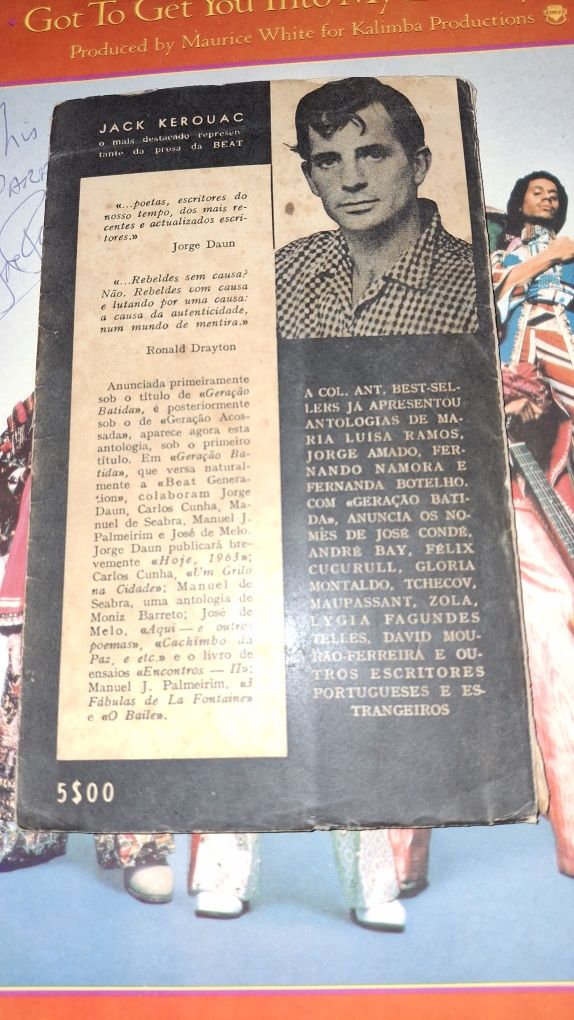 Got To Get You Into My
Produced by Maurice White for Kalimba Productions
JACK KEROUAC
o mais destacado represen-
tante da prosa da BEAT
«...poetas, escritores do
nosso tempo, dos mais re-
centes e actualizados escri-
tores.»
Jorge Daun
«...Rebeldes sem causa?
Não. Rebeldes com causa
e lutando por uma causa:
a causa da autenticidade,
num mundo de mentira.»
Ronald Drayton
Anunciada primeiramente
sob o título de «Geração
Batida», e posteriormente
sob o de «Geração Acos-
sada», aparece agora esta
antologia, sob o primeiro
título. Em «Geração Ba-
tida», que versa natural-
mente a «Beat Genera-
tion», colaboram Jorge
Daun, Carlos Cunha, Ma-
nuel de Seabra, Manuel J.
Palmeirim e José de Melo.
Jorge Daun publicará bre-
vemente «Hoje, 1963»;
Carlos Cunha, «Um Grilo
na Cidade»; Manuel de
Seabra, uma antologia de
Moniz Barreto; José de
Melo, «Aqui — e outros
poemas», «Cachimbo da
Paz, e etc.» e o livro de
ensaios «Encontros — II»;
Manuel J. Palmeirim, «3
Fábulas de La Fontaine»
e «O Baile».
5$00
A COL. ANT. BEST-SEL-
LERS JÁ APRESENTOU
ANTOLOGIAS DE MA-
RIA LUÍSA RAMOS,
JORGE AMADO, FER-
NANDO NAMORA E
FERNANDA BOTELHO.
COM «GERAÇÃO BATI-
DA», ANUNCIA OS NO-
MES DE JOSÉ CONDÉ,
ANDRÉ BAY, FÉLIX
CUCURULL, GLORIA
MONTALDO, TCHECOV,
MAUPASSANT, ZOLA,
LYGIA FAGUNDES
TELLES, DAVID MOU-
RÃO-FERREIRA E OU-
TROS ESCRITORES
PORTUGUESES E ES-
TRANGEIROS